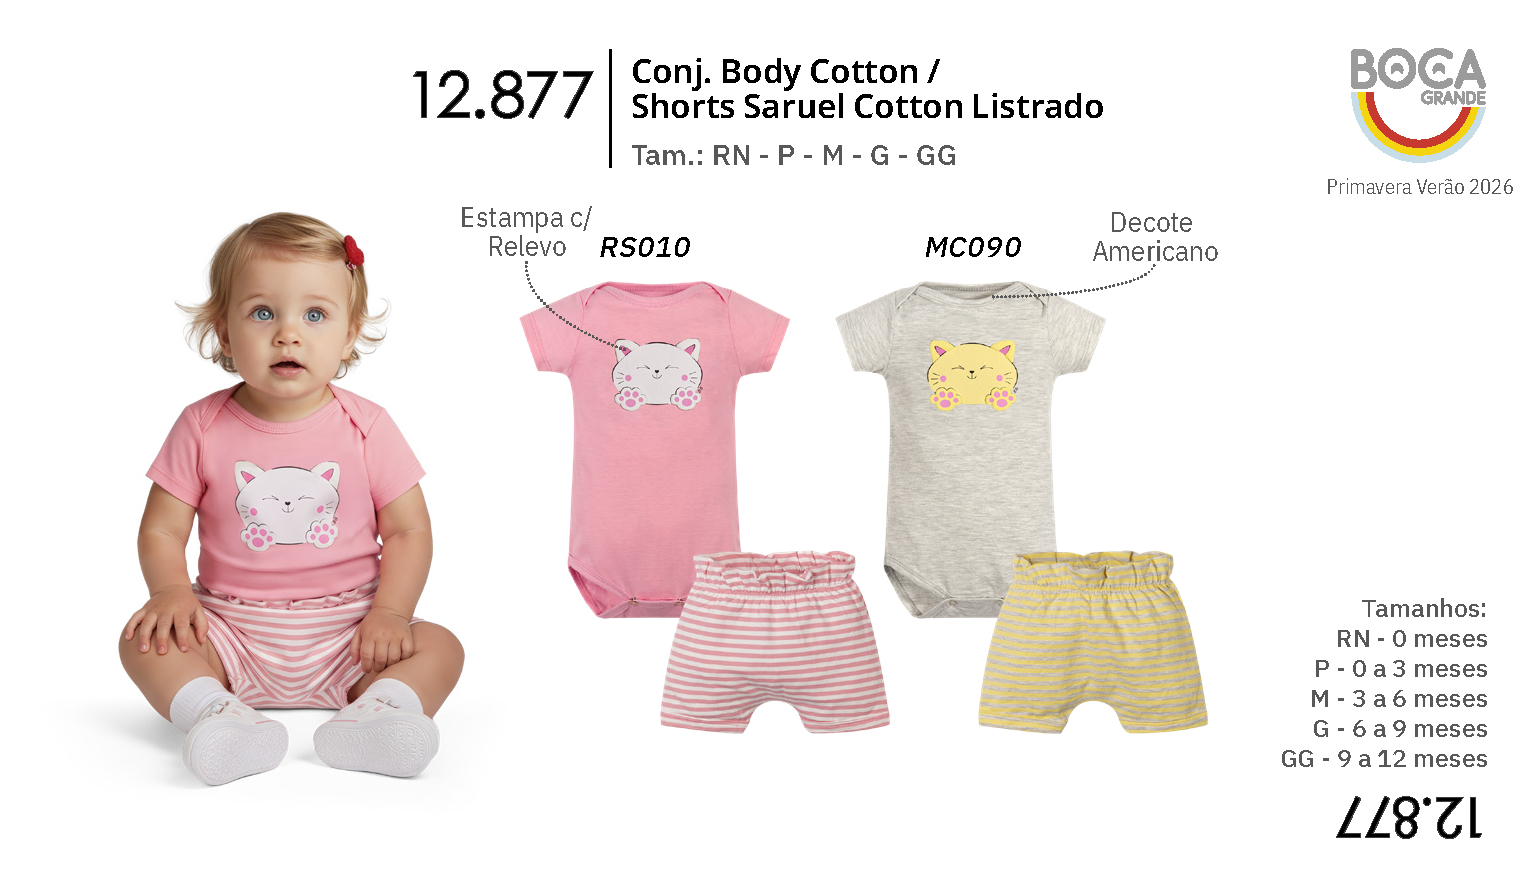 12.877
Conj. Body Cotton /
Shorts Saruel Cotton Listrado
Tam.: RN - P - M - G - GG
BOCA
GRANDE
Primavera Verão 2026
Estampa c/
Relevo
RS010
MC090
Decote
Americano
Tamanhos:
RN - 0 meses
P - 0 a 3 meses
M - 3 a 6 meses
G - 6 a 9 meses
GG - 9 a 12 meses
12.877